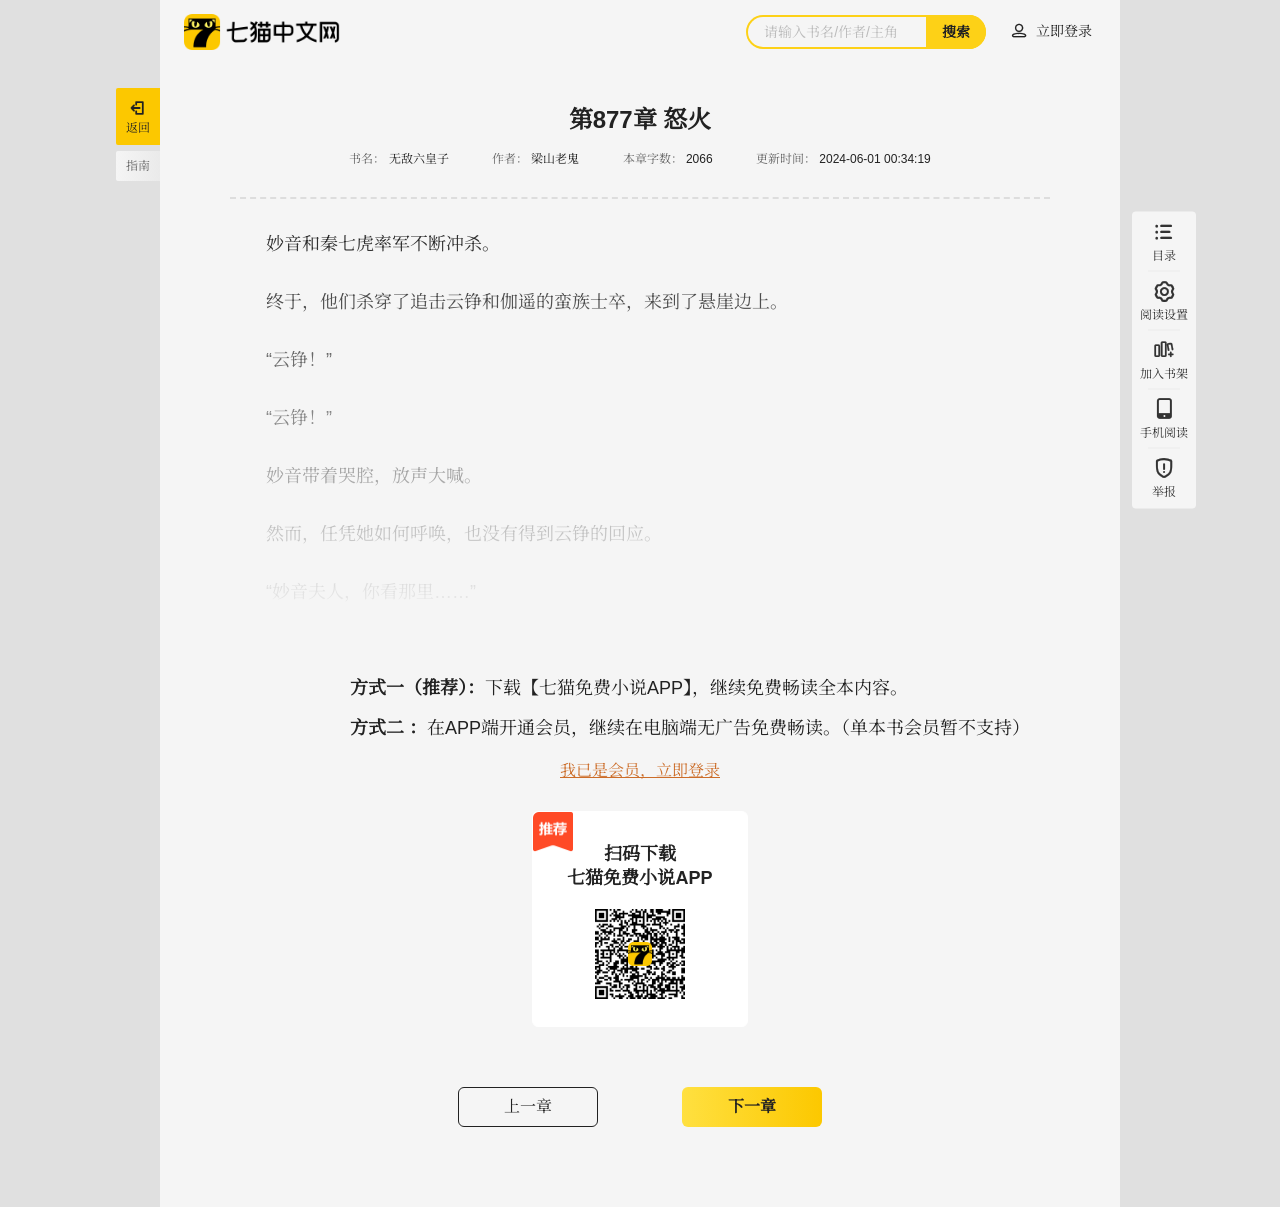 七猫中文网
请输入书名/作者/主角
搜索
立即登录
返回
指南
第877章 怒火
书名： 无敌六皇子 作者： 梁山老鬼 本章字数： 2066 更新时间： 2024-06-01 00:34:19
妙音和秦七虎率军不断冲杀。
终于，他们杀穿了追击云铮和伽遥的蛮族士卒，来到了悬崖边上。
“云铮！”
“云铮！”
妙音带着哭腔，放声大喊。
然而，任凭她如何呼唤，也没有得到云铮的回应。
“妙音夫人，你看那里……”
目录
阅读设置
加入书架
手机阅读
举报
方式一（推荐）：下载【七猫免费小说APP】，继续免费畅读全本内容。
方式二 ：在APP端开通会员，继续在电脑端无广告免费畅读。（单本书会员暂不支持）
我已是会员，立即登录
推荐
扫码下载
七猫免费小说APP
上一章
下一章